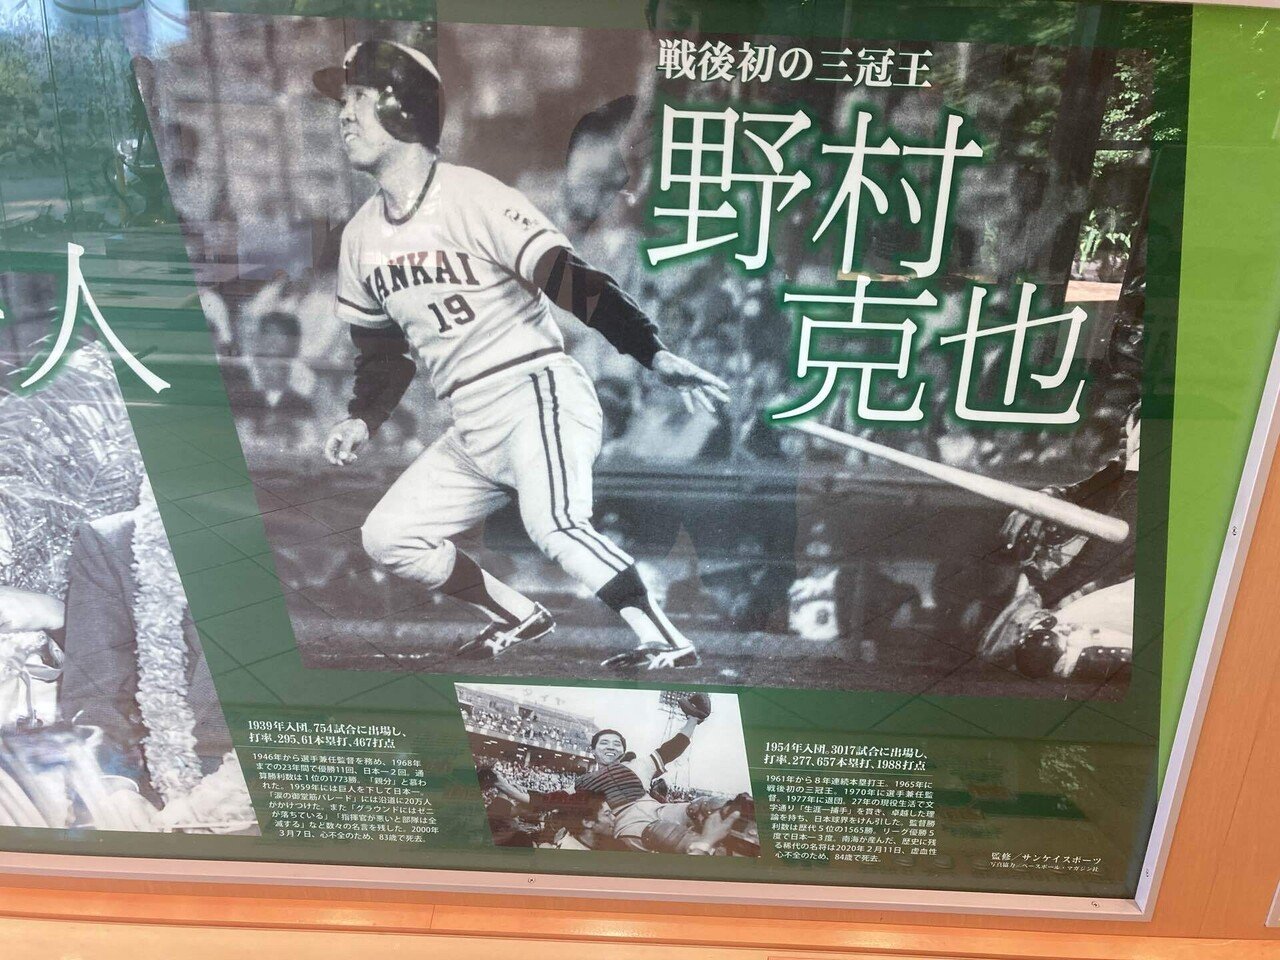 戦後初の三冠王
野村
克也
人
NANKAI
19
1939年入団。754試合に出場し、
打率.295、61本塁打、467打点
1946年から選手兼任監督を務め、1968年
までの23年間で優勝11回、日本一2回。通
算勝利数は1位の1773勝。「親分」と慕わ
れた。1959年には巨人を下して日本一。
「涙の御堂筋パレード」には沿道に20万人
がかけつけた。また「グラウンドにはゼニ
が落ちている」「指揮官が悪いと部隊は全
滅する」など数々の名言を残した。2000年
3月7日、心不全のため、83歳で死去。
1954年入団。3017試合に出場し、
打率.277、657本塁打、1988打点
1961年から8年連続本塁打王。1965年に
戦後初の三冠王。1970年に選手兼任監
督。1977年に退団。27年の現役生活で文
字通り「生涯一捕手」を貫き、卓越した理
論を持ち、日本球界をけん引した。監督勝
利数は歴代5位の1565勝。リーグ優勝5
度で日本一3度。南海が産んだ、歴史に残
る稀代の名将は2020年2月11日、虚血性
心不全のため、84歳で死去。
監修／サンケイスポーツ
写真協力／ベースボール・マガジン社